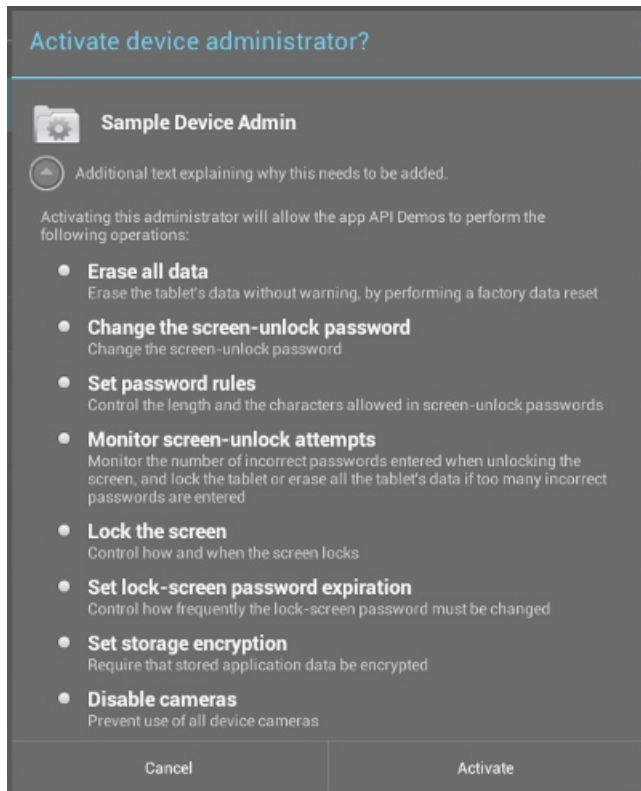 Activate device administrator?
Sample Device Admin
Additional text explaining why this needs to be added.
Activating this administrator will allow the app API Demos to perform the
following operations:
Erase all data
Erase the tablet's data without warning, by performing a factory data reset
Change the screen-unlock password
Change the screen-unlock password
Set password rules
Control the length and the characters allowed in screen-unlock passwords
Monitor screen-unlock attempts
Monitor the number of incorrect passwords entered when unlocking the
screen, and lock the tablet or erase all the tablet's data if too many incorrect
passwords are entered
Lock the screen
Control how and when the screen locks
Set lock-screen password expiration
Control how frequently the lock-screen password must be changed
Set storage encryption
Require that stored application data be encrypted
Disable cameras
Prevent use of all device cameras
Cancel Activate